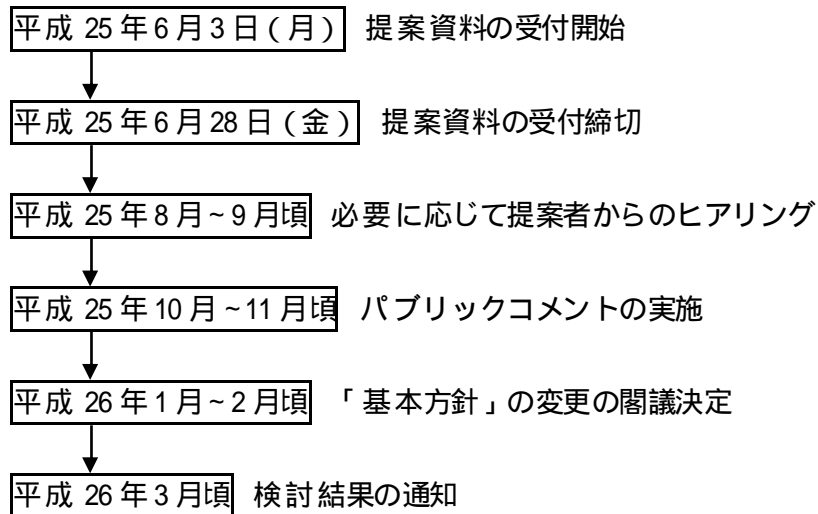 平成 25 年 6 月 3 日（月） 提案資料の受付開始
平成 25 年 6 月 28 日（金） 提案資料の受付締切
平成 25 年 8 月~9 月頃 必要に応じて提案者からのヒアリング
平成 25 年 10 月~11 月頃 パブリックコメントの実施
平成 26 年 1 月~2 月頃 「基本方針」の変更の閣議決定
平成 26 年 3 月頃 検討結果の通知